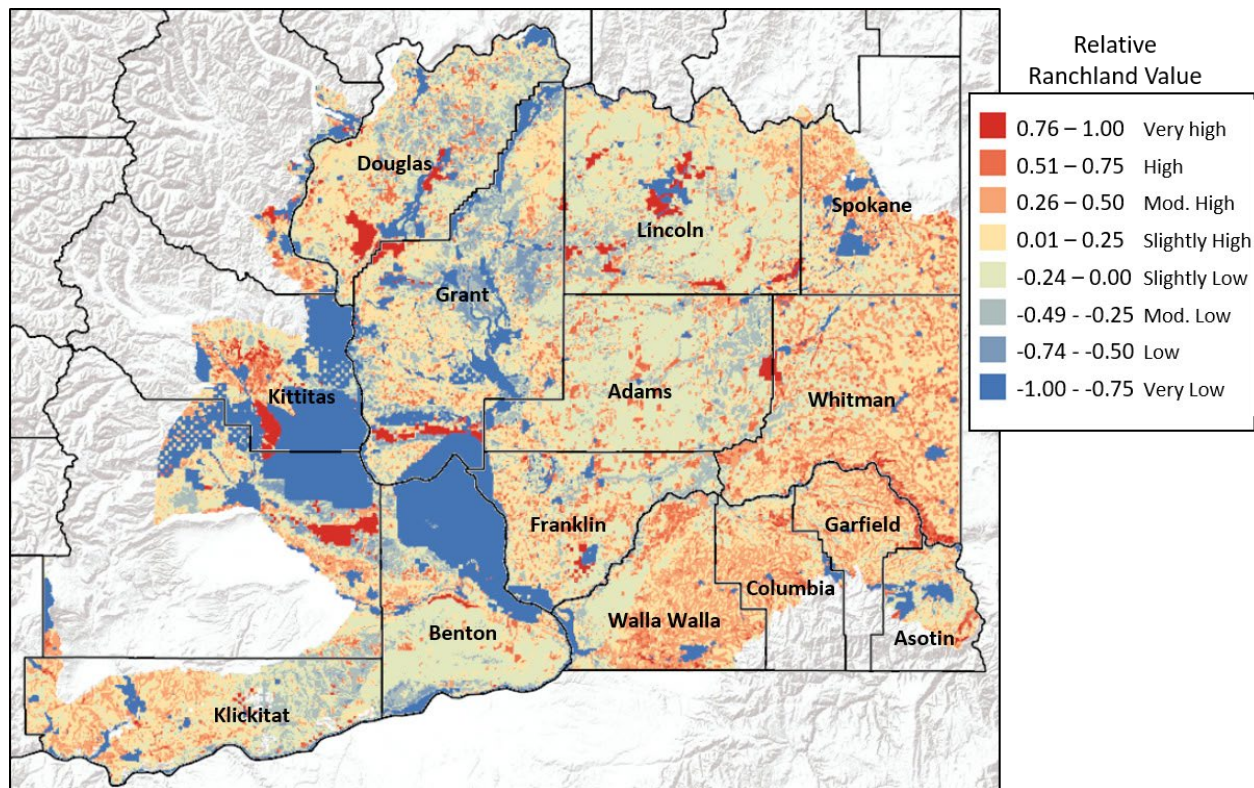 Relative
Ranchland Value
0.76 – 1.00 Very high
0.51 – 0.75 High
0.26 – 0.50 Mod. High
0.01 – 0.25 Slightly High
-0.24 – 0.00 Slightly Low
-0.49 - -0.25 Mod. Low
-0.74 - -0.50 Low
-1.00 - -0.75 Very Low
Douglas
Spokane
Lincoln
Grant
Kittitas
Adams
Whitman
Franklin
Garfield
Columbia
Walla Walla
Benton
Asotin
Klickitat